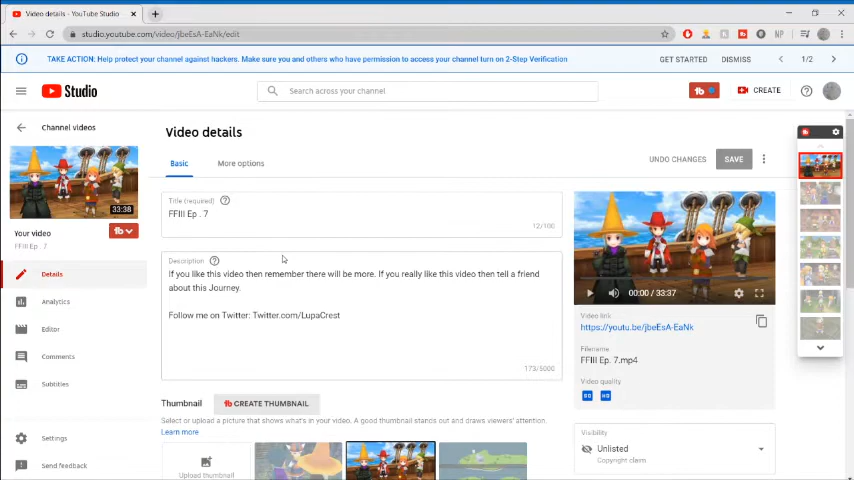 Video details - YouTube Studio
studio.youtube.com/video/jbeEsA-EaNk/edit
NP
TAKE ACTION: Help protect your channel against hackers. Make sure you and others who have permission to access your channel turn on 2-Step Verification
GET STARTED
DISMISS
1/2
Studio
Search across your channel
CREATE
Channel videos
33:38
Your video
FFIII Ep . 7
Details
Analytics
Editor
Comments
Subtitles
Settings
Send feedback
Video details
Basic
More options
UNDO CHANGES
SAVE
Title (required)
FFIII Ep . 7
12/100
Description
If you like this video then remember there will be more. If you really like this video then tell a friend
about this Journey.
Follow me on Twitter: Twitter.com/LupaCrest
173/5000
Thumbnail
CREATE THUMBNAIL
Select or upload a picture that shows what's in your video. A good thumbnail stands out and draws viewers' attention.
Learn more
Upload thumbnail
00:00 / 33:37
Video link
https://youtu.be/jbeEsA-EaNk
Filename
FFIII Ep. 7.mp4
Video quality
SD HD
Visibility
Unlisted
Copyright claim